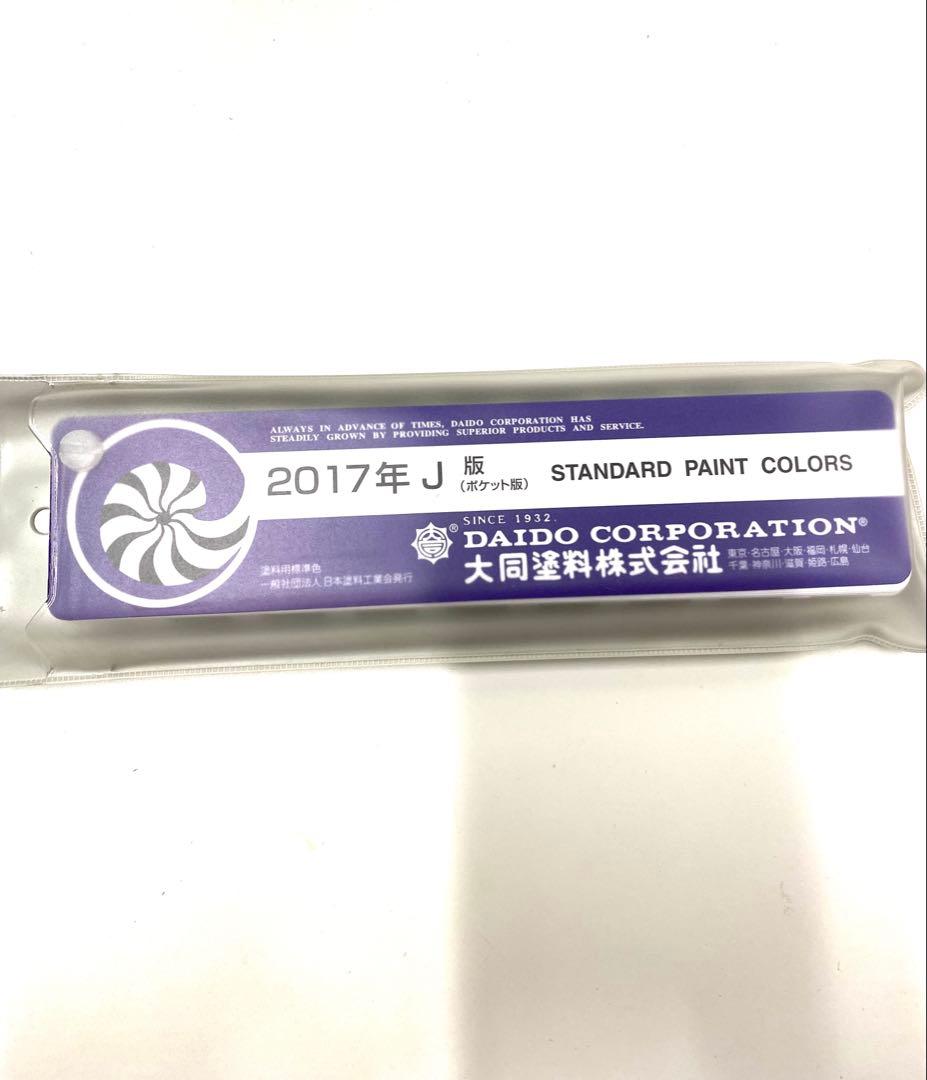 ALWAYS IN ADVANCE OF TIMES, DAIDO CORPORATION HAS
STEADILY GROWN BY PROVIDING SUPERIOR PRODUCTS AND SERVICE.
2017年 J 版
(ポケット版)
STANDARD PAINT COLORS
SINCE 1932.
® DAIDO CORPORATION®
大同塗料株式会社
東京・名古屋・大阪・福岡・札幌・仙台
千葉・神奈川・滋賀・姫路・広島
塗料用標準色
一般社団法人 日本塗料工業会発行